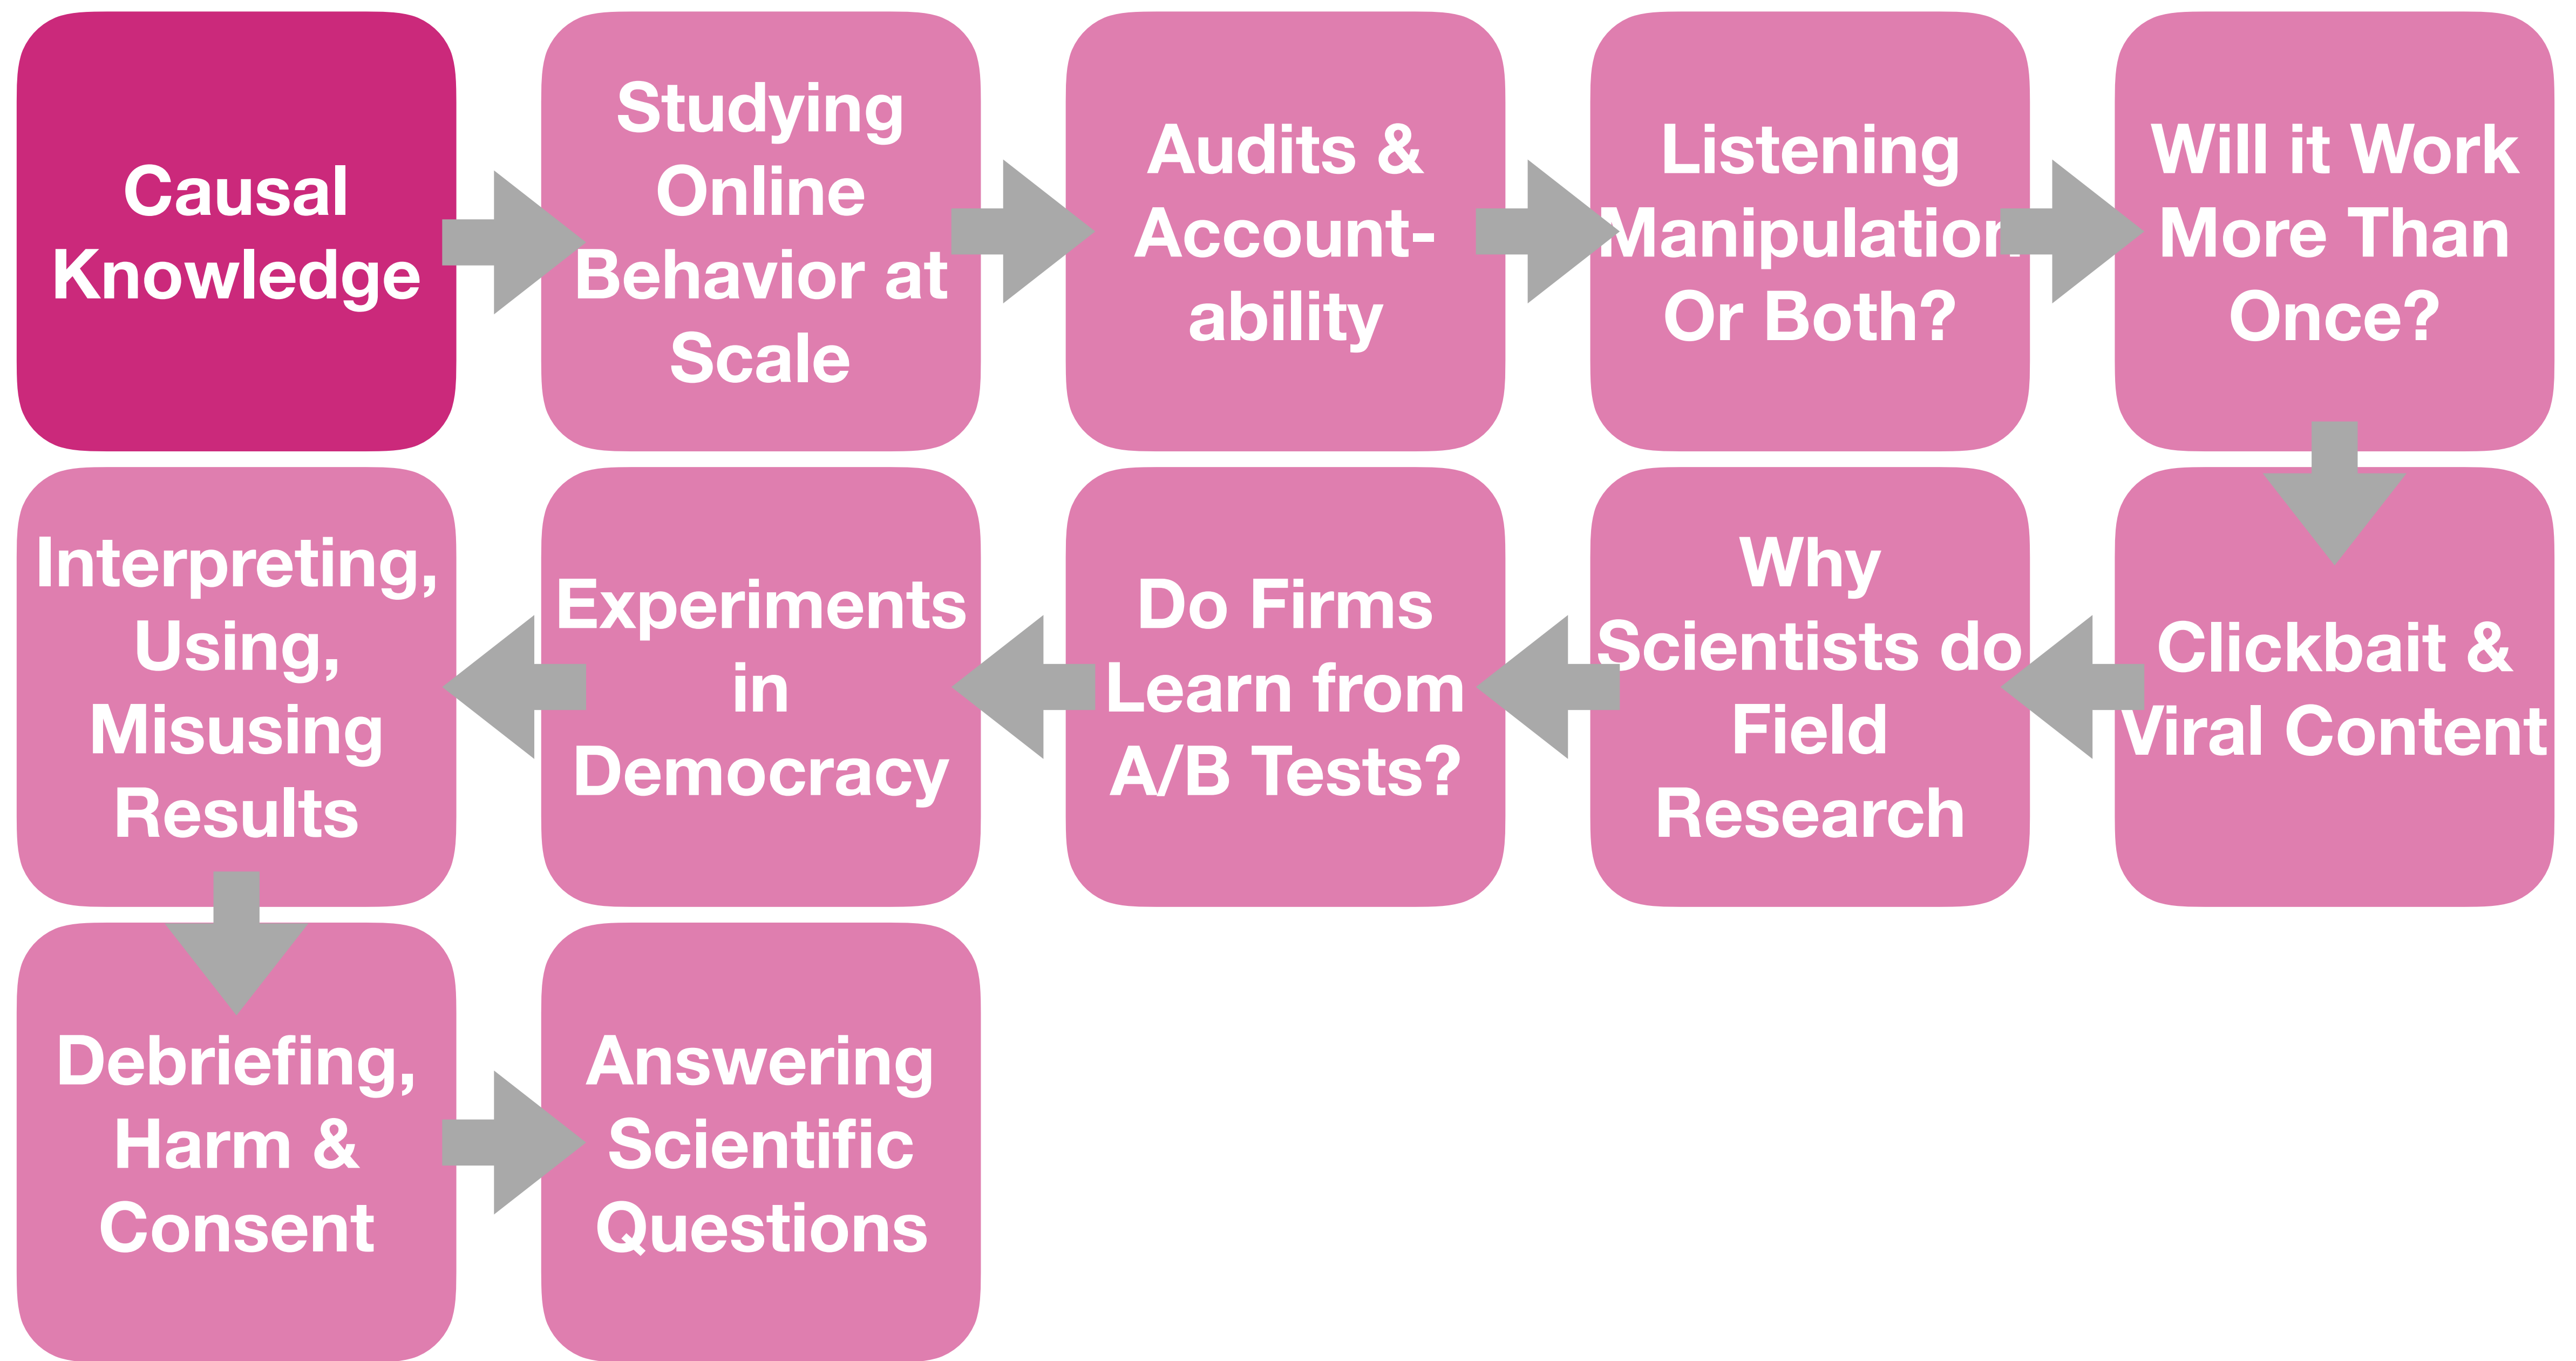 Causal
Knowledge
Studying
Online
Behavior at
Scale
Audits &
Account-
ability
Listening
Manipulation
Or Both?
Will it Work
More Than
Once?
Clickbait &
Viral Content
Why
Scientists do
Field
Research
Do Firms
Learn from
A/B Tests?
Experiments
in
Democracy
Interpreting,
Using,
Misusing
Results
Debriefing,
Harm &
Consent
Answering
Scientific
Questions